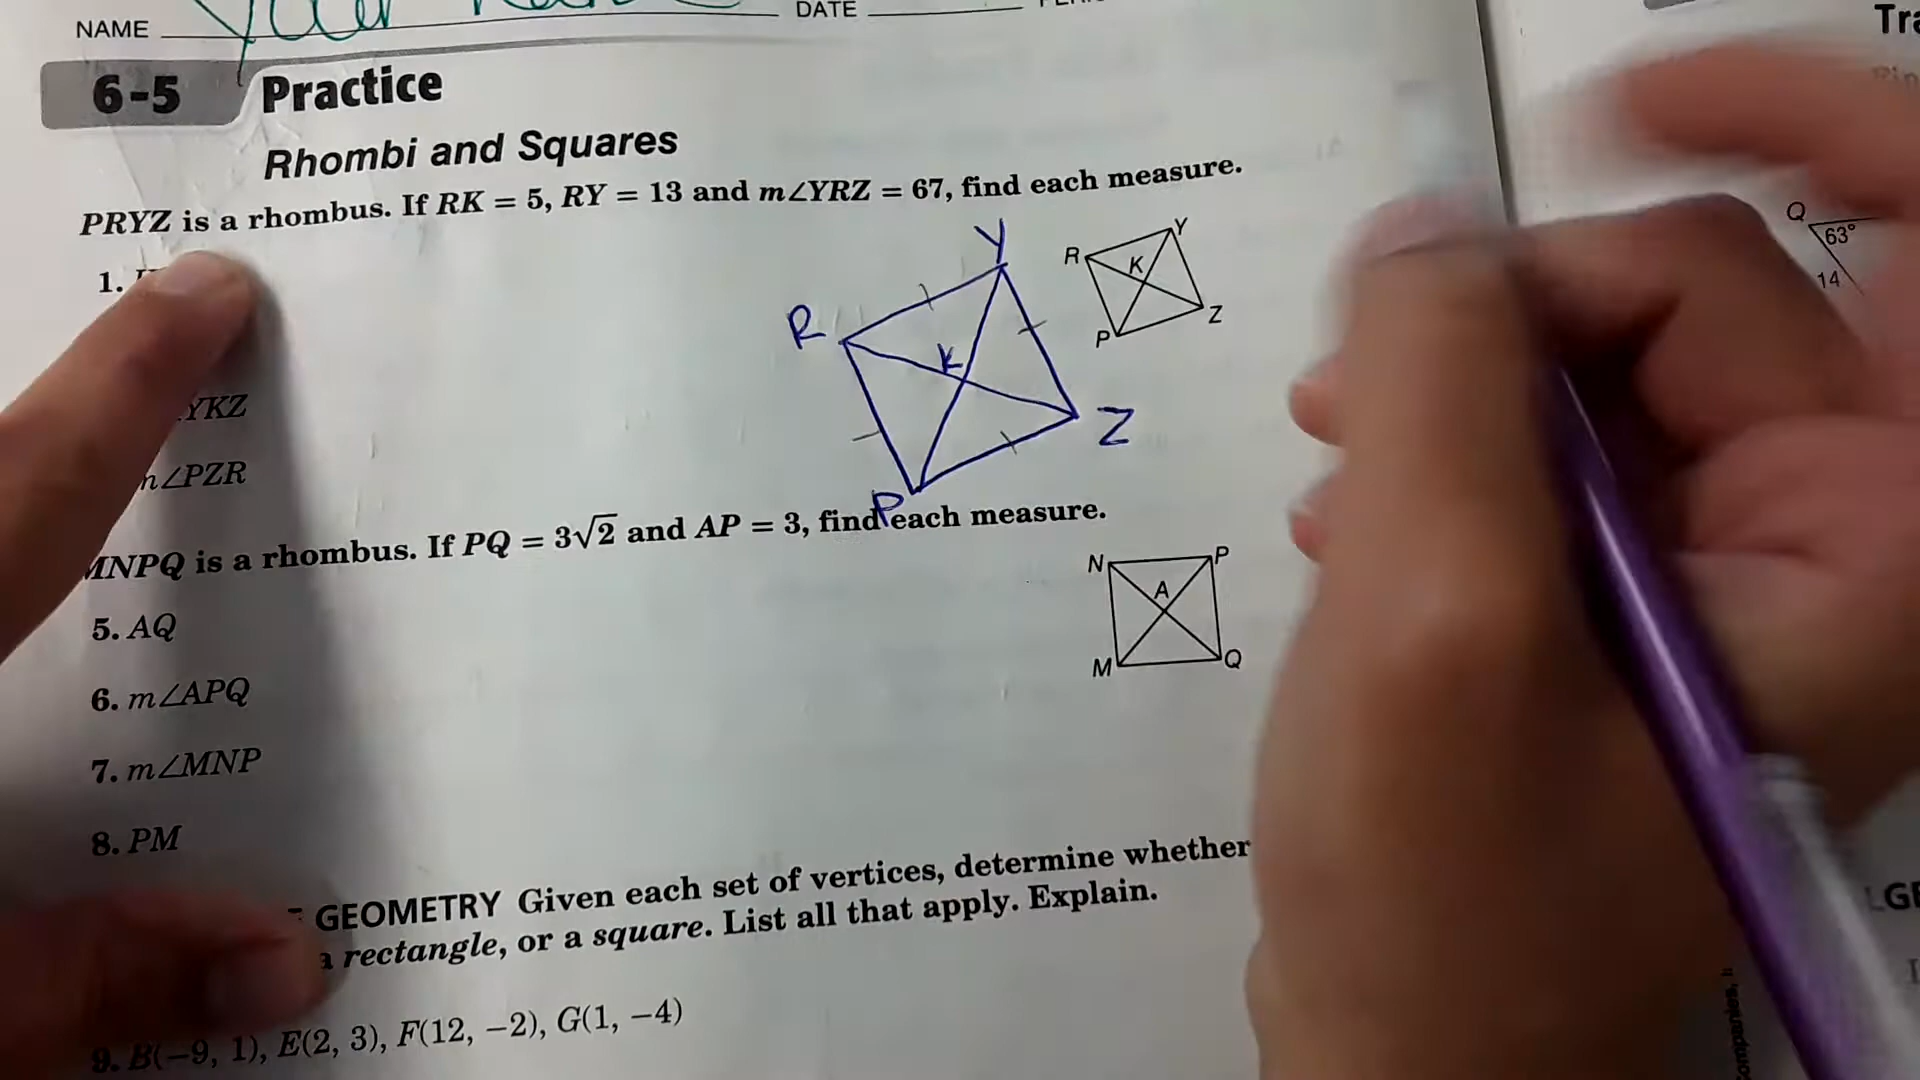 NAME
DATE
6-5 Practice
Rhombi and Squares
PRYZ is a rhombus. If RK = 5, RY = 13 and m∠YRZ = 67, find each measure.
1.
YKZ
∠PZR
R Y K P Z
R Y K P Z
MNPQ is a rhombus. If PQ = 3√2 and AP = 3, find each measure.
5. AQ
6. m∠APQ
7. m∠MNP
8. PM
N P A M Q
GEOMETRY Given each set of vertices, determine whether
a rectangle, or a square. List all that apply. Explain.
9. B(−9, 1), E(2, 3), F(12, −2), G(1, −4)
Q
63°
14